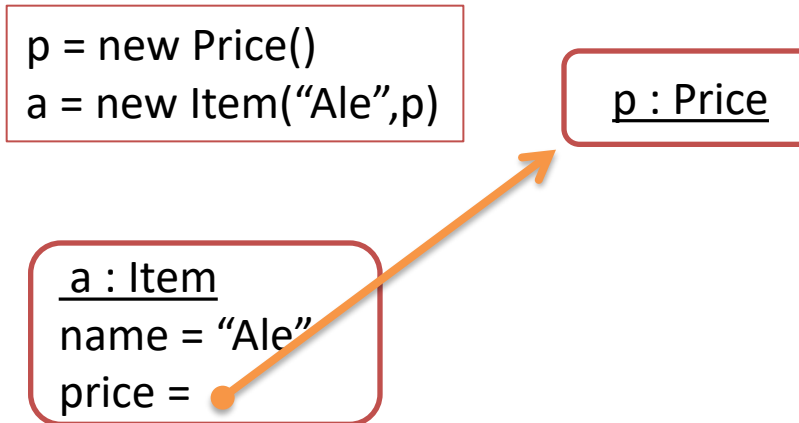 p = new Price()
a = new Item(“Ale”,p)
p : Price
a : Item
name = “Ale”
price =